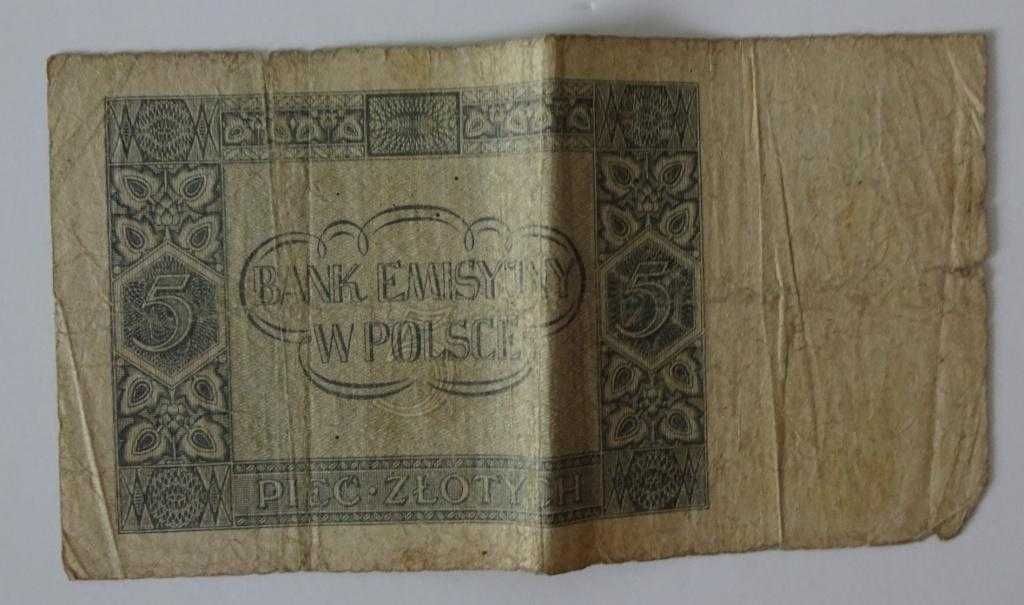 5 5
BANK EMISYJNY
W POLSCE
PIĘĆ · ZŁOTYCH